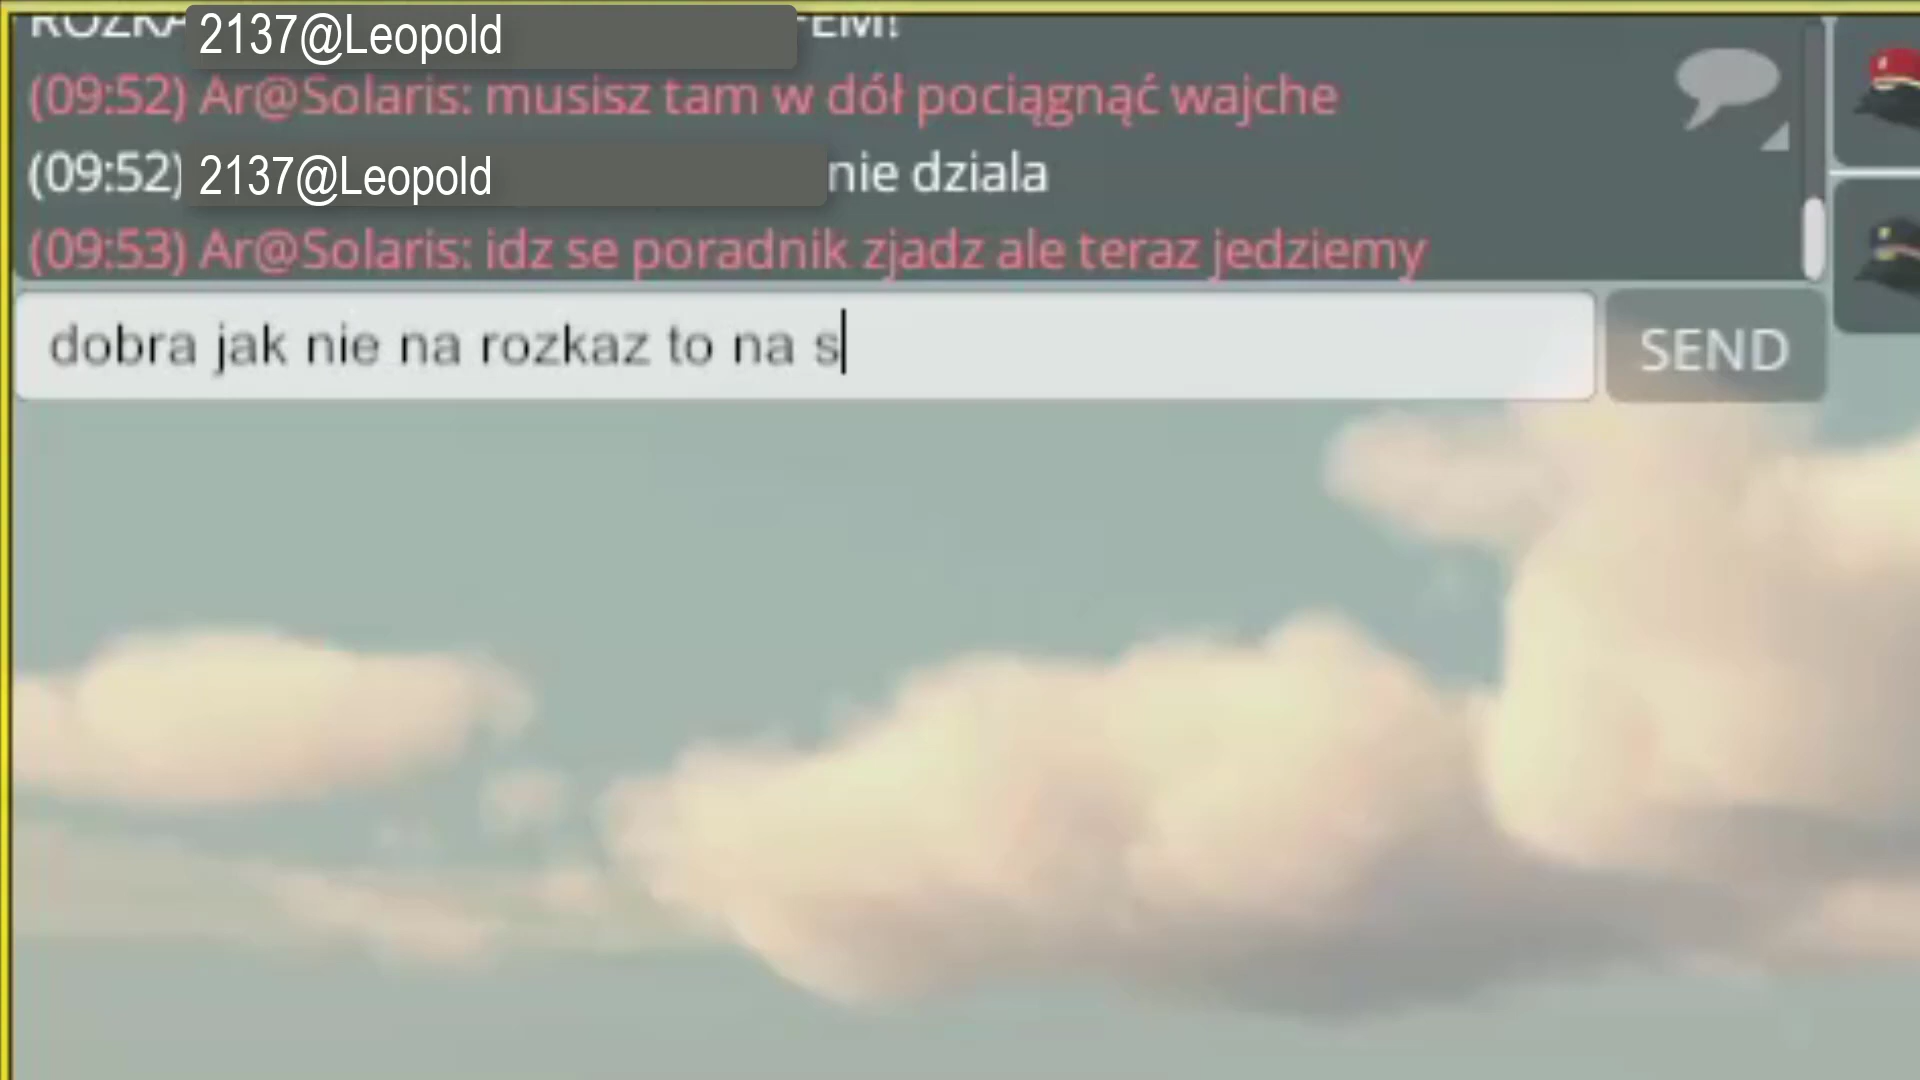 2137@Leopold
(09:52) Ar@Solaris: musisz tam w dół pociągnąć wajche
(09:52) 2137@Leopold nie dziala
(09:53) Ar@Solaris: idz se poradnik zjadz ale teraz jedziemy
dobra jak nie na rozkaz to na s
SEND